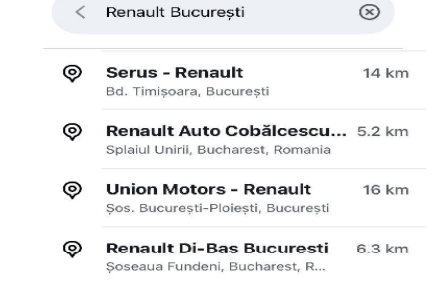 Renault București
Serus - Renault 14 km
Bd. Timișoara, București
Renault Auto Cobălcescu... 5.2 km
Splaiul Unirii, Bucharest, Romania
Union Motors - Renault 16 km
Șos. București-Ploiești, București
Renault Di-Bas Bucuresti 6.3 km
Șoseaua Fundeni, Bucharest, R...